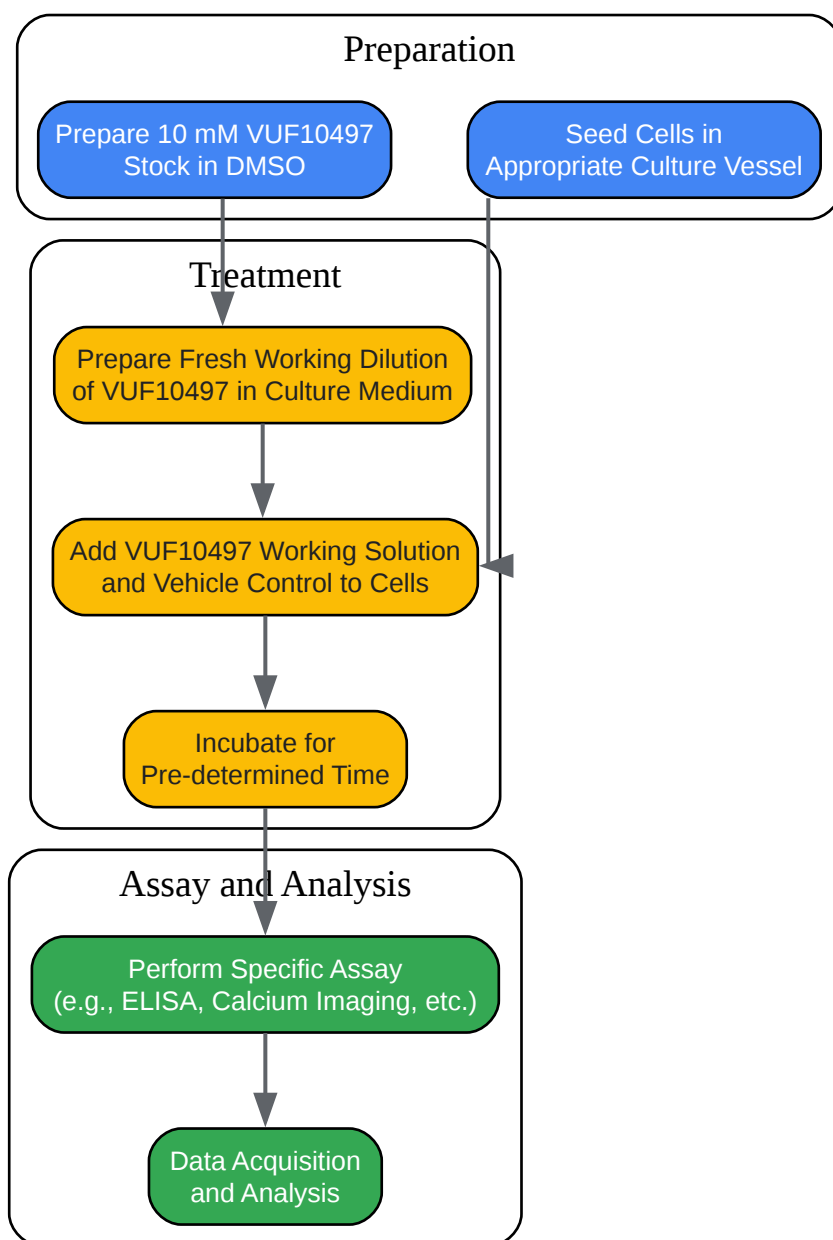 Preparation
Prepare 10 mM VUF10497
Stock in DMSO
Seed Cells in
Appropriate Culture Vessel
Treatment
Prepare Fresh Working Dilution
of VUF10497 in Culture Medium
Add VUF10497 Working Solution
and Vehicle Control to Cells
Incubate for
Pre-determined Time
Assay and Analysis
Perform Specific Assay
(e.g., ELISA, Calcium Imaging, etc.)
Data Acquisition
and Analysis